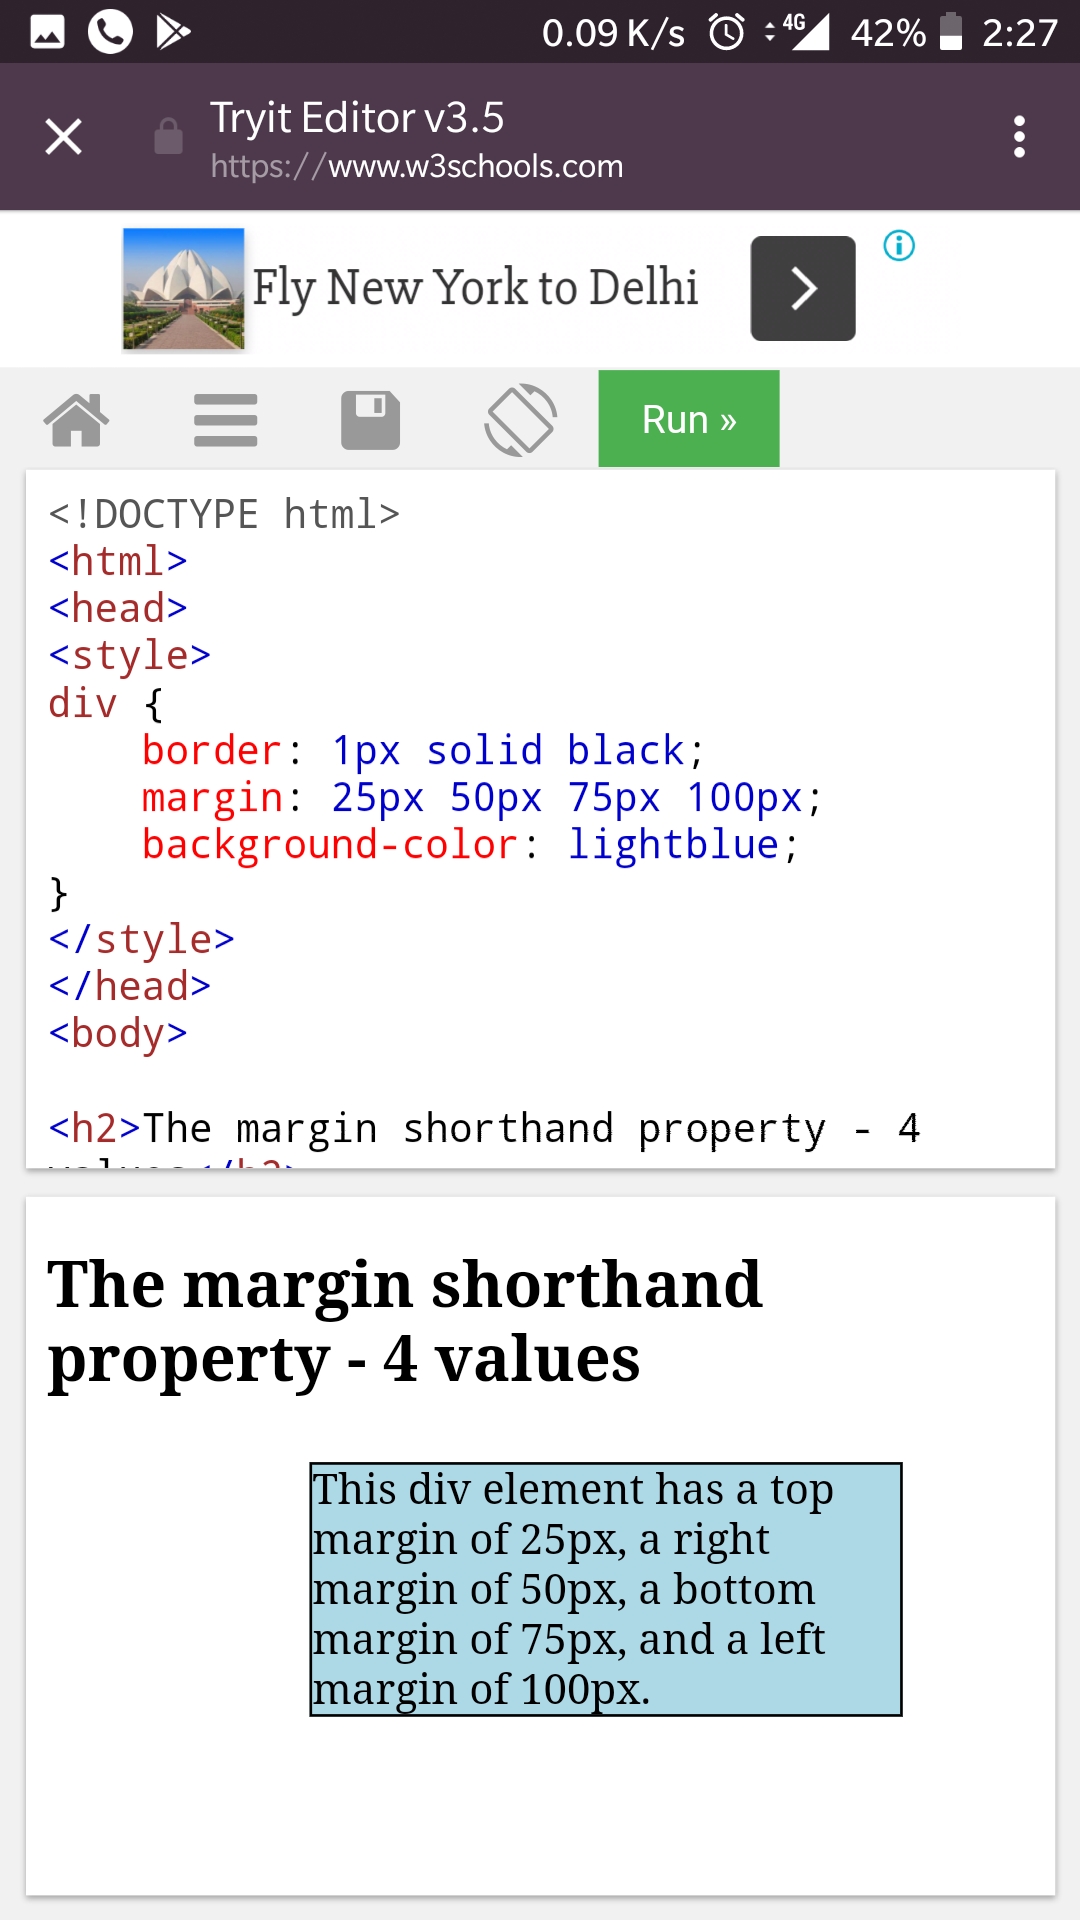 0.09 K/s 4G 42% 2:27
Tryit Editor v3.5
https://www.w3schools.com
Fly New York to Delhi
Run »
<!DOCTYPE html>
<html>
<head>
<style>
div {
    border: 1px solid black;
    margin: 25px 50px 75px 100px;
    background-color: lightblue;
}
</style>
</head>
<body>
<h2>The margin shorthand property - 4
values</h2>
The margin shorthand
property - 4 values
This div element has a top
margin of 25px, a right
margin of 50px, a bottom
margin of 75px, and a left
margin of 100px.